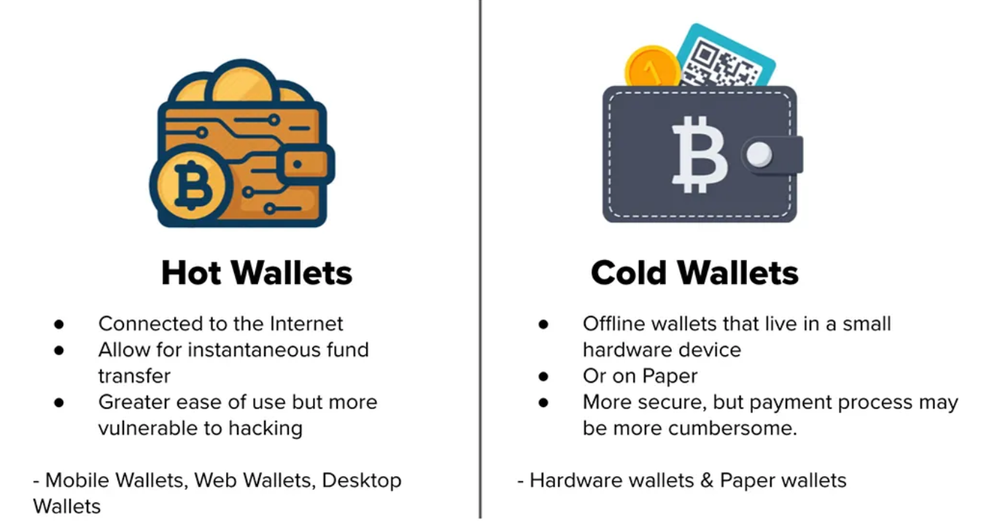 Hot Wallets
● Connected to the Internet
● Allow for instantaneous fund
transfer
● Greater ease of use but more
vulnerable to hacking
- Mobile Wallets, Web Wallets, Desktop
Wallets
1
Cold Wallets
● Offline wallets that live in a small
hardware device
● Or on Paper
● More secure, but payment process may
be more cumbersome.
- Hardware wallets & Paper wallets